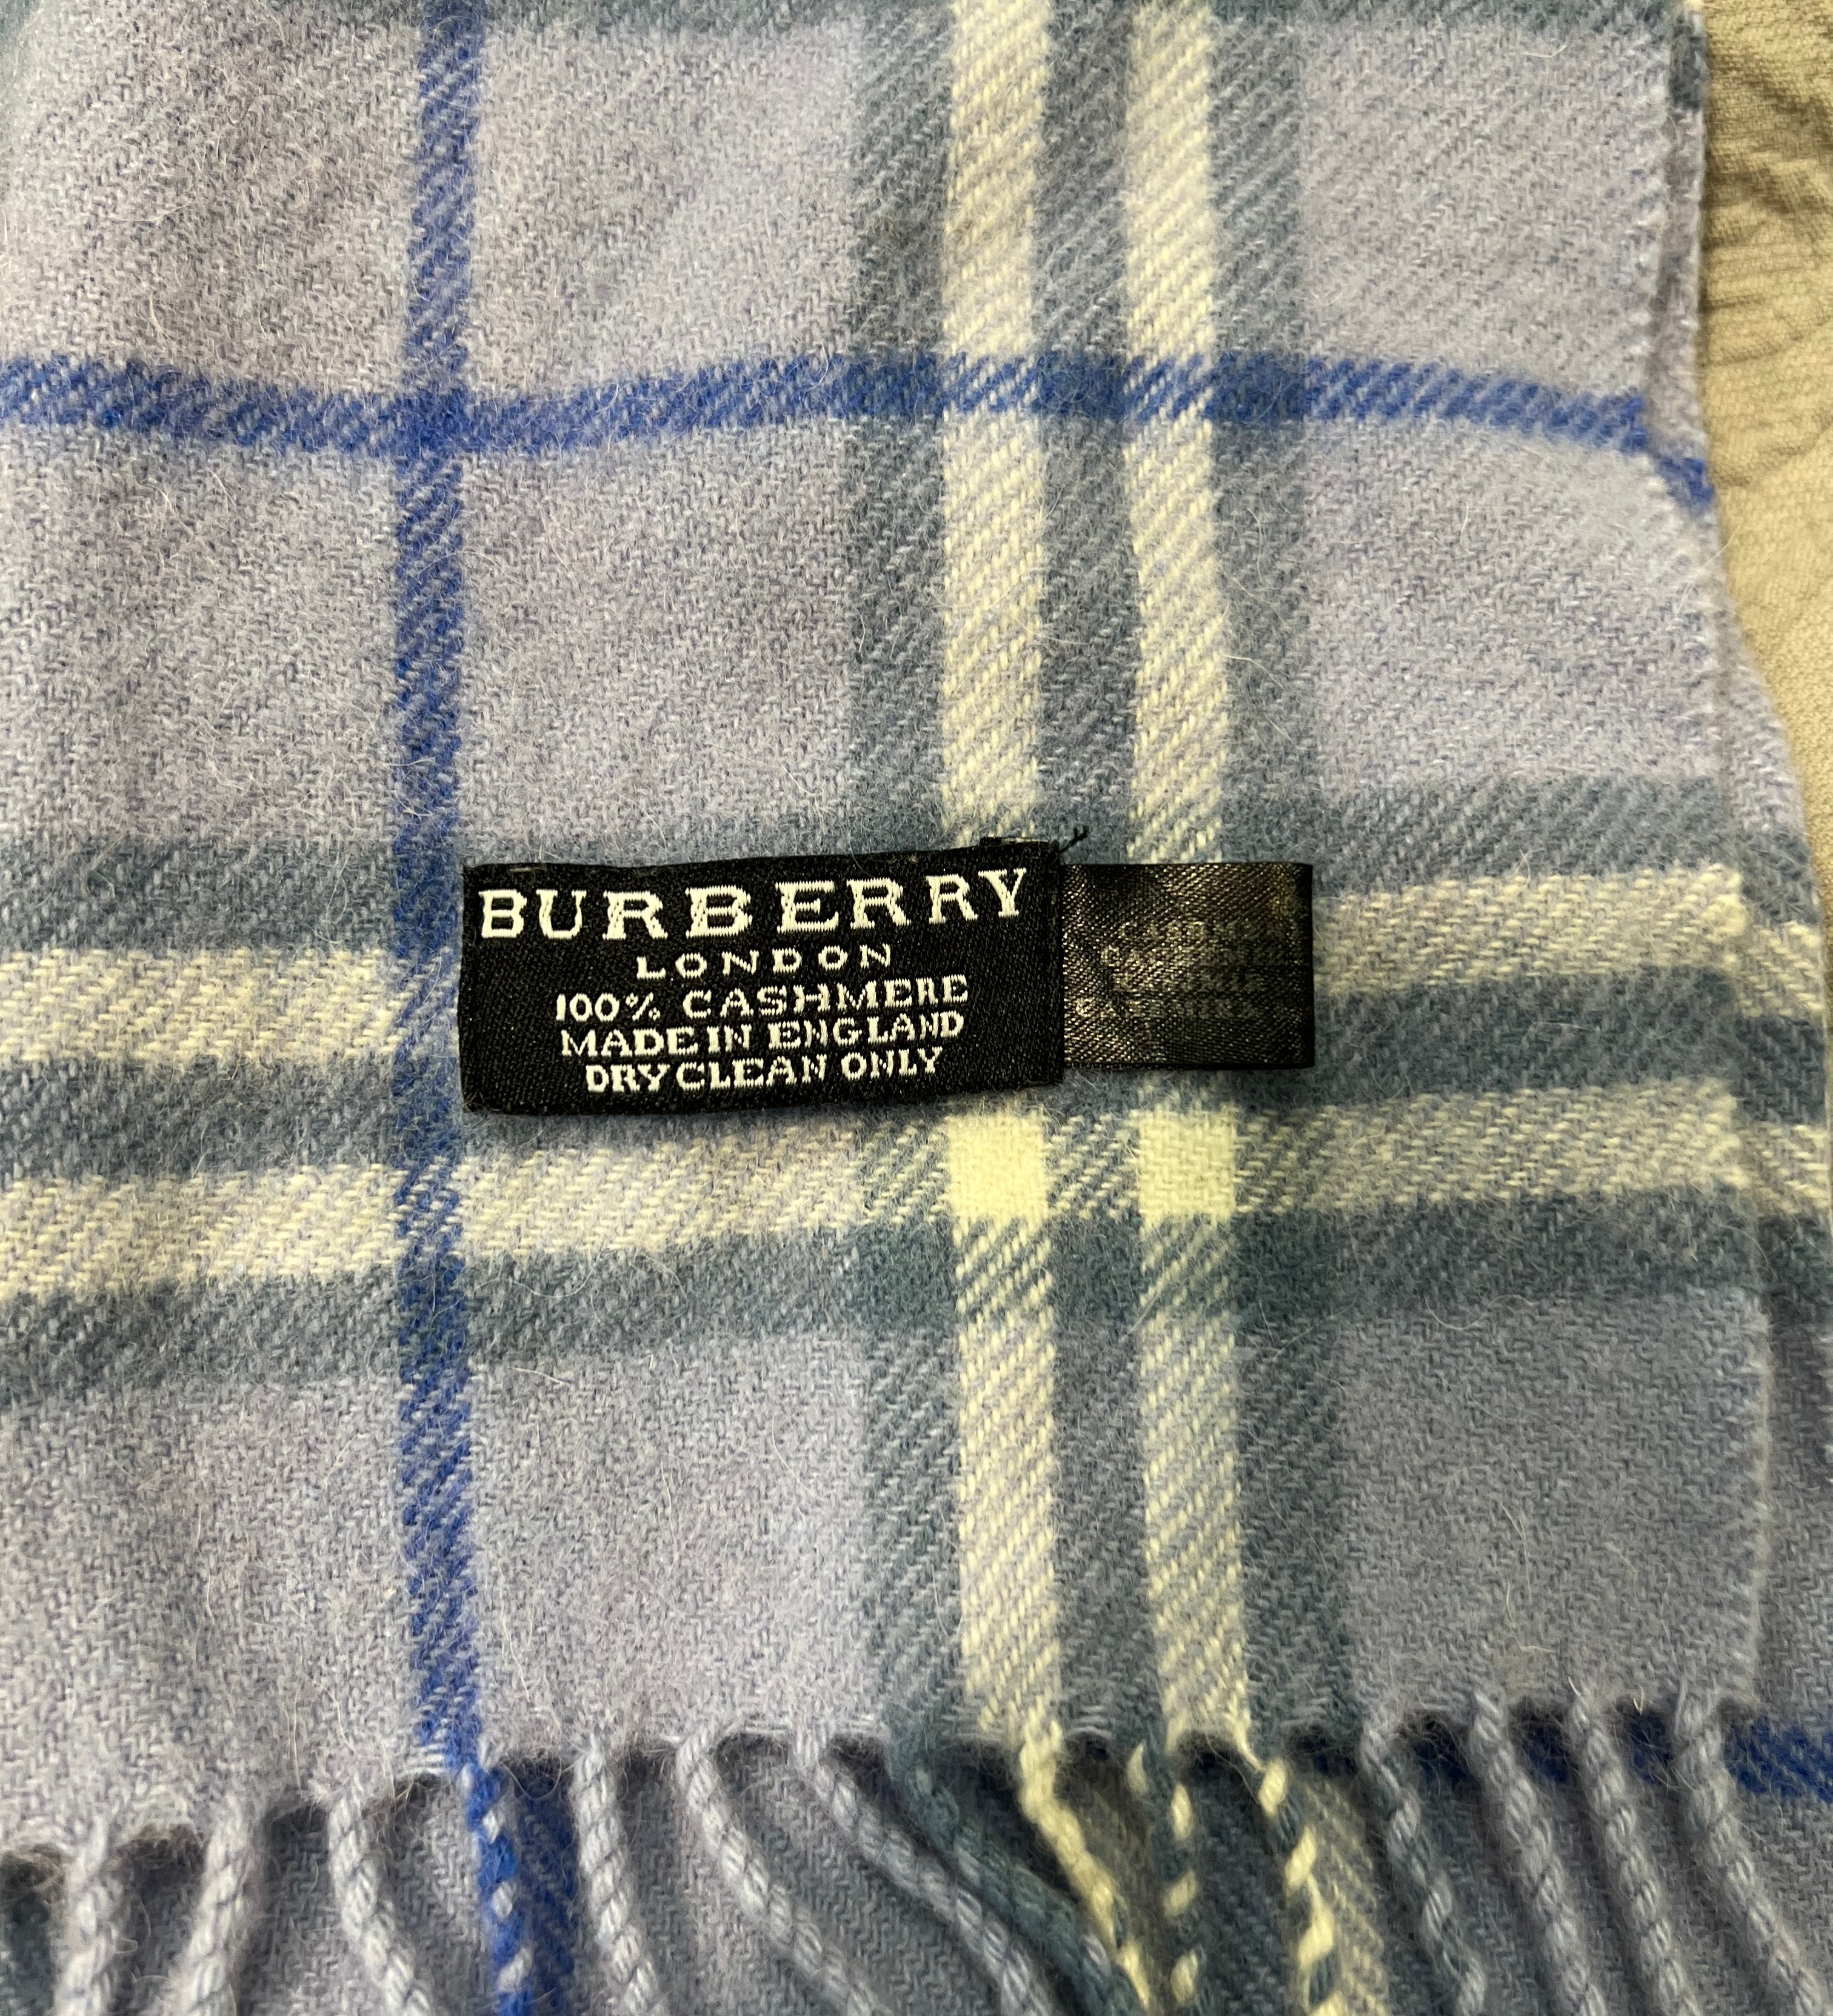 BURBERRY
LONDON
100% CASHMERE
MADE IN ENGLAND
DRY CLEAN ONLY